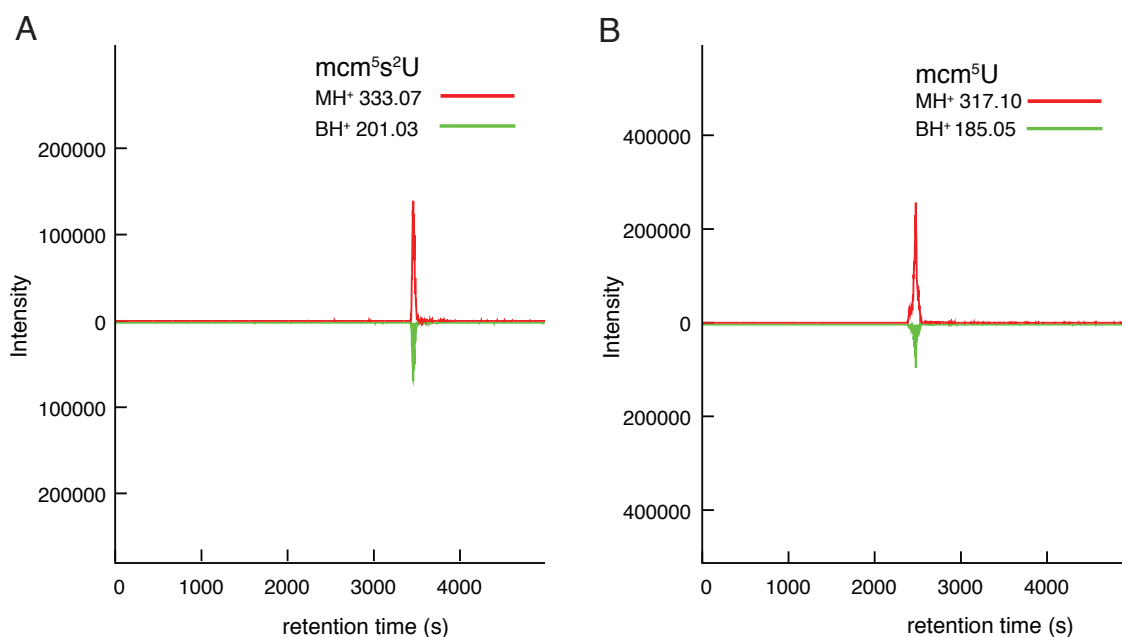 A
mcm⁵s²U
MH⁺ 333.07
BH⁺ 201.03
200000
100000
0
100000
200000
Intensity
0 1000 2000 3000 4000
retention time (s)
B
mcm⁵U
MH⁺ 317.10
BH⁺ 185.05
400000
200000
0
200000
400000
Intensity
0 1000 2000 3000 4000
retention time (s)